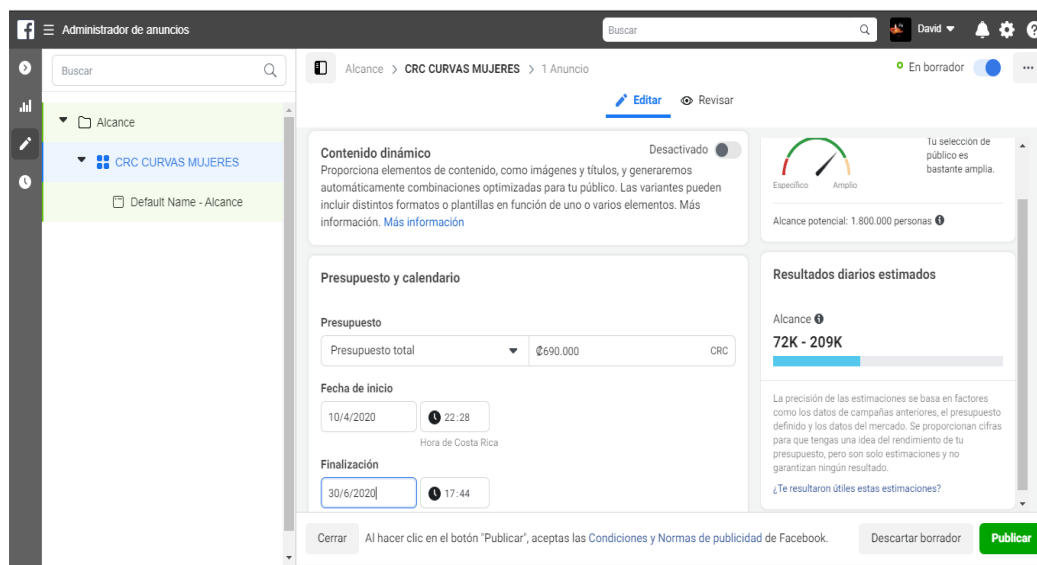 Administrador de anuncios
Buscar
David
Buscar
Alcance > CRC CURVAS MUJERES > 1 Anuncio
En borrador
Editar
Revisar
Alcance
CRC CURVAS MUJERES
Default Name - Alcance
Contenido dinámico
Desactivado
Proporciona elementos de contenido, como imágenes y títulos, y generaremos
automáticamente combinaciones optimizadas para tu público. Las variantes pueden
incluir distintos formatos o plantillas en función de uno o varios elementos. Más
información. Más información
Presupuesto y calendario
Presupuesto
Presupuesto total
₡690.000
CRC
Fecha de inicio
10/4/2020
22:28
Hora de Costa Rica
Finalización
30/6/2020
17:44
Específico
Amplio
Tu selección de
público es
bastante amplia.
Alcance potencial: 1.800.000 personas
Resultados diarios estimados
Alcance
72K - 209K
La precisión de las estimaciones se basa en factores
como los datos de campañas anteriores, el presupuesto
definido y los datos del mercado. Se proporcionan cifras
para que tengas una idea del rendimiento de tu
presupuesto, pero son solo estimaciones y no
garantizan ningún resultado.
¿Te resultaron útiles estas estimaciones?
Cerrar
Al hacer clic en el botón "Publicar", aceptas las Condiciones y Normas de publicidad de Facebook.
Descartar borrador
Publicar